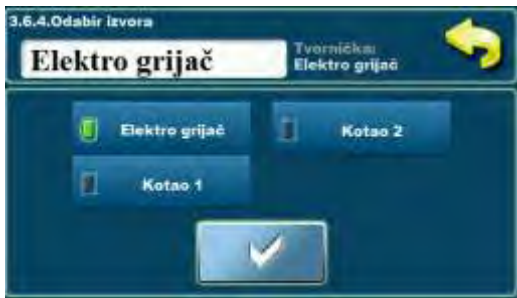 3.6.4.Odabir izvora
Elektro grijač
Tvornička:
Elektro grijač
Elektro grijač
Kotao 2
Kotao 1